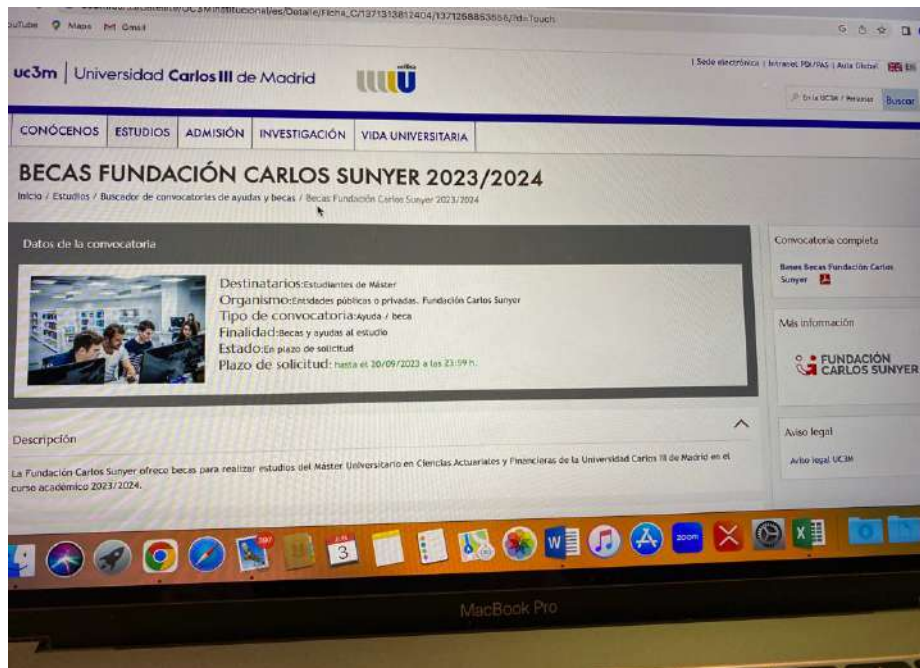 Maps
Gmail
uc3m | Universidad Carlos III de Madrid
| Sede electrónica | Intranet PDI/PAS | Aula Global
Buscar
CONÓCENOS ESTUDIOS ADMISIÓN INVESTIGACIÓN VIDA UNIVERSITARIA
BECAS FUNDACIÓN CARLOS SUNYER 2023/2024
Inicio / Estudios / Buscador de convocatorias de ayudas y becas / Becas Fundación Carlos Sunyer 2023/2024
Datos de la convocatoria
Destinatarios:Estudiantes de Máster
Organismo:Entidades públicas o privadas. Fundación Carlos Sunyer
Tipo de convocatoria:Ayuda / beca
Finalidad:Becas y ayudas al estudio
Estado:En plazo de solicitud
Plazo de solicitud: hasta el 20/09/2023 a las 23:59 h.
Descripción
La Fundación Carlos Sunyer ofrece becas para realizar estudios del Máster Universitario en Ciencias Actuariales y Financieras de la Universidad Carlos III de Madrid en el
curso académico 2023/2024.
Convocatoria completa
Bases Becas Fundación Carlos
Sunyer
Más información
FUNDACIÓN
CARLOS SUNYER
Aviso legal
Aviso legal UC3M
397
3
W
zoom
X
MacBook Pro